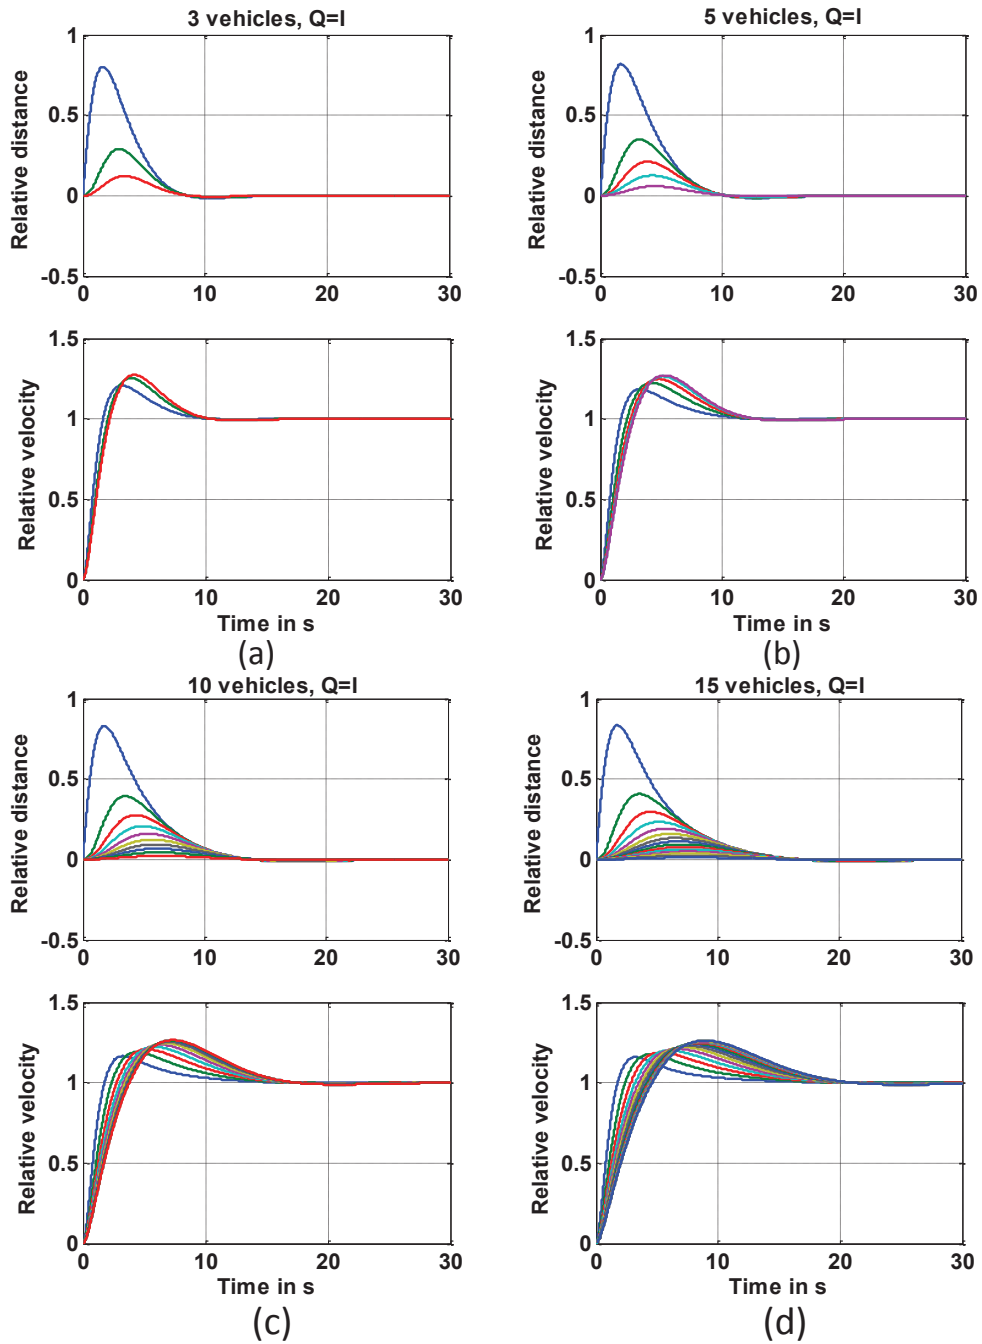 3 vehicles, Q=I
1
0.5
0
-0.5
Relative distance
0 10 20 30
1.5
1
0.5
0
Relative velocity
0 10 20 30
Time in s
(a)
5 vehicles, Q=I
1
0.5
0
-0.5
Relative distance
0 10 20 30
1.5
1
0.5
0
Relative velocity
0 10 20 30
Time in s
(b)
10 vehicles, Q=I
1
0.5
0
-0.5
Relative distance
0 10 20 30
1.5
1
0.5
0
Relative velocity
0 10 20 30
Time in s
(c)
15 vehicles, Q=I
1
0.5
0
-0.5
Relative distance
0 10 20 30
1.5
1
0.5
0
Relative velocity
0 10 20 30
Time in s
(d)